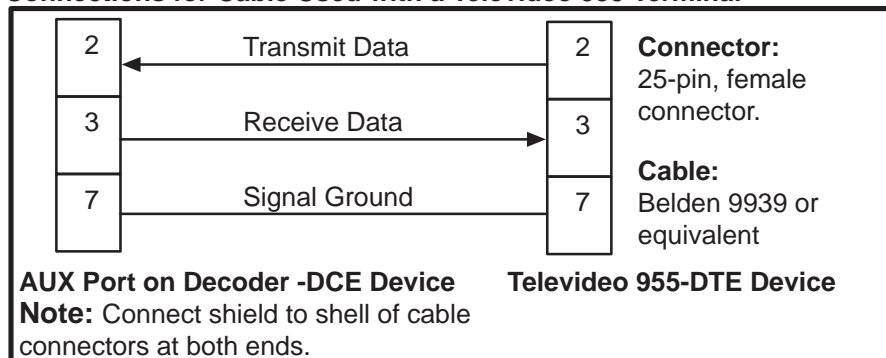 Connections for Cable Used with a Televideo 955 Terminal
2 Transmit Data 2 Connector:
25-pin, female
connector.
3 Receive Data 3
Cable:
7 Signal Ground 7 Belden 9939 or
equivalent
AUX Port on Decoder -DCE Device Televideo 955-DTE Device
Note: Connect shield to shell of cable
connectors at both ends.